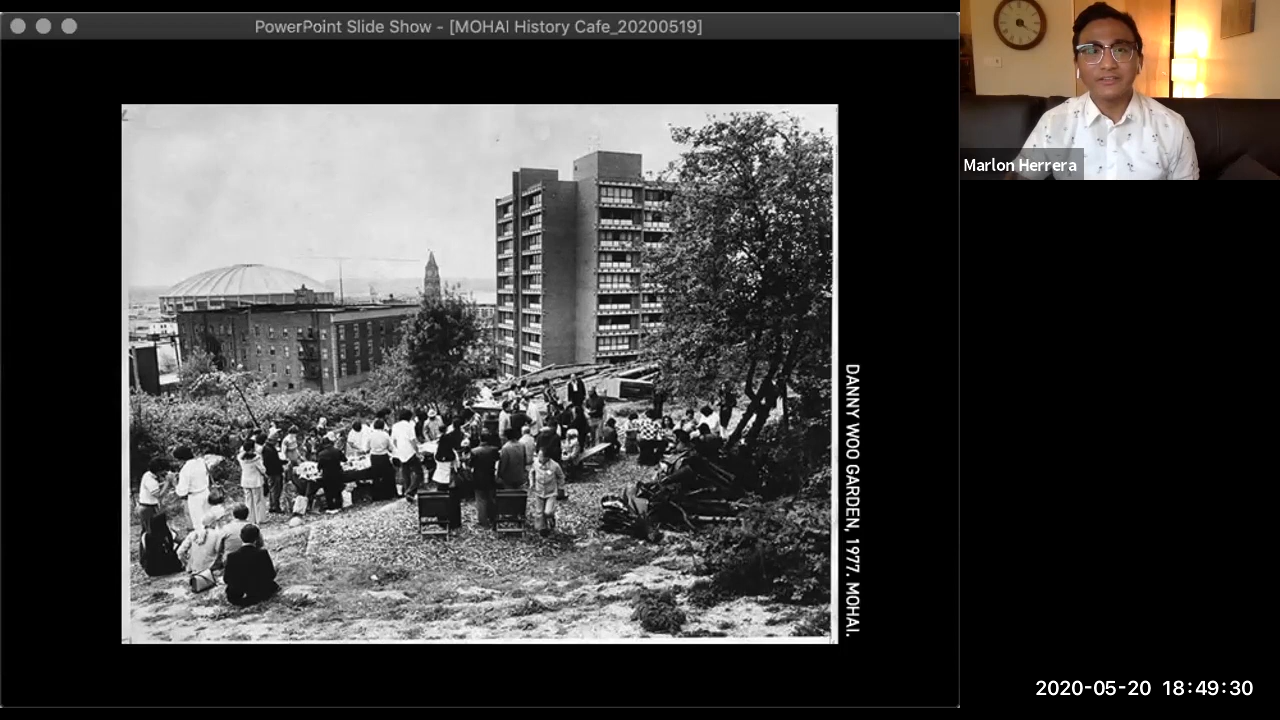 PowerPoint Slide Show - [MOHAI History Cafe_20200519]
Marlon Herrera
DANNY WOO GARDEN, 1977. MOHAI.
2020-05-20 18:49:30